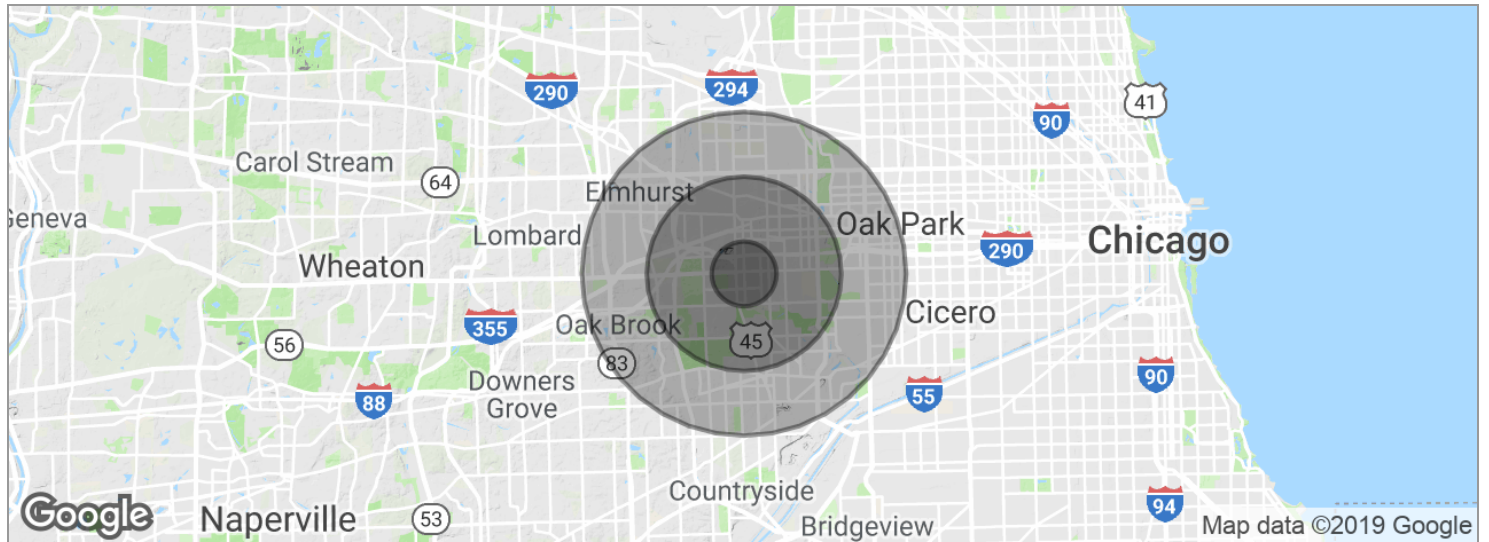 290
294
41
90
Carol Stream
64
Elmhurst
Geneva
Oak Park
Lombard
290
Chicago
Wheaton
Cicero
355
Oak Brook
45
56
83
90
Downers
Grove
88
55
Countryside
94
Google
Naperville
53
Bridgeview
Map data ©2019 Google